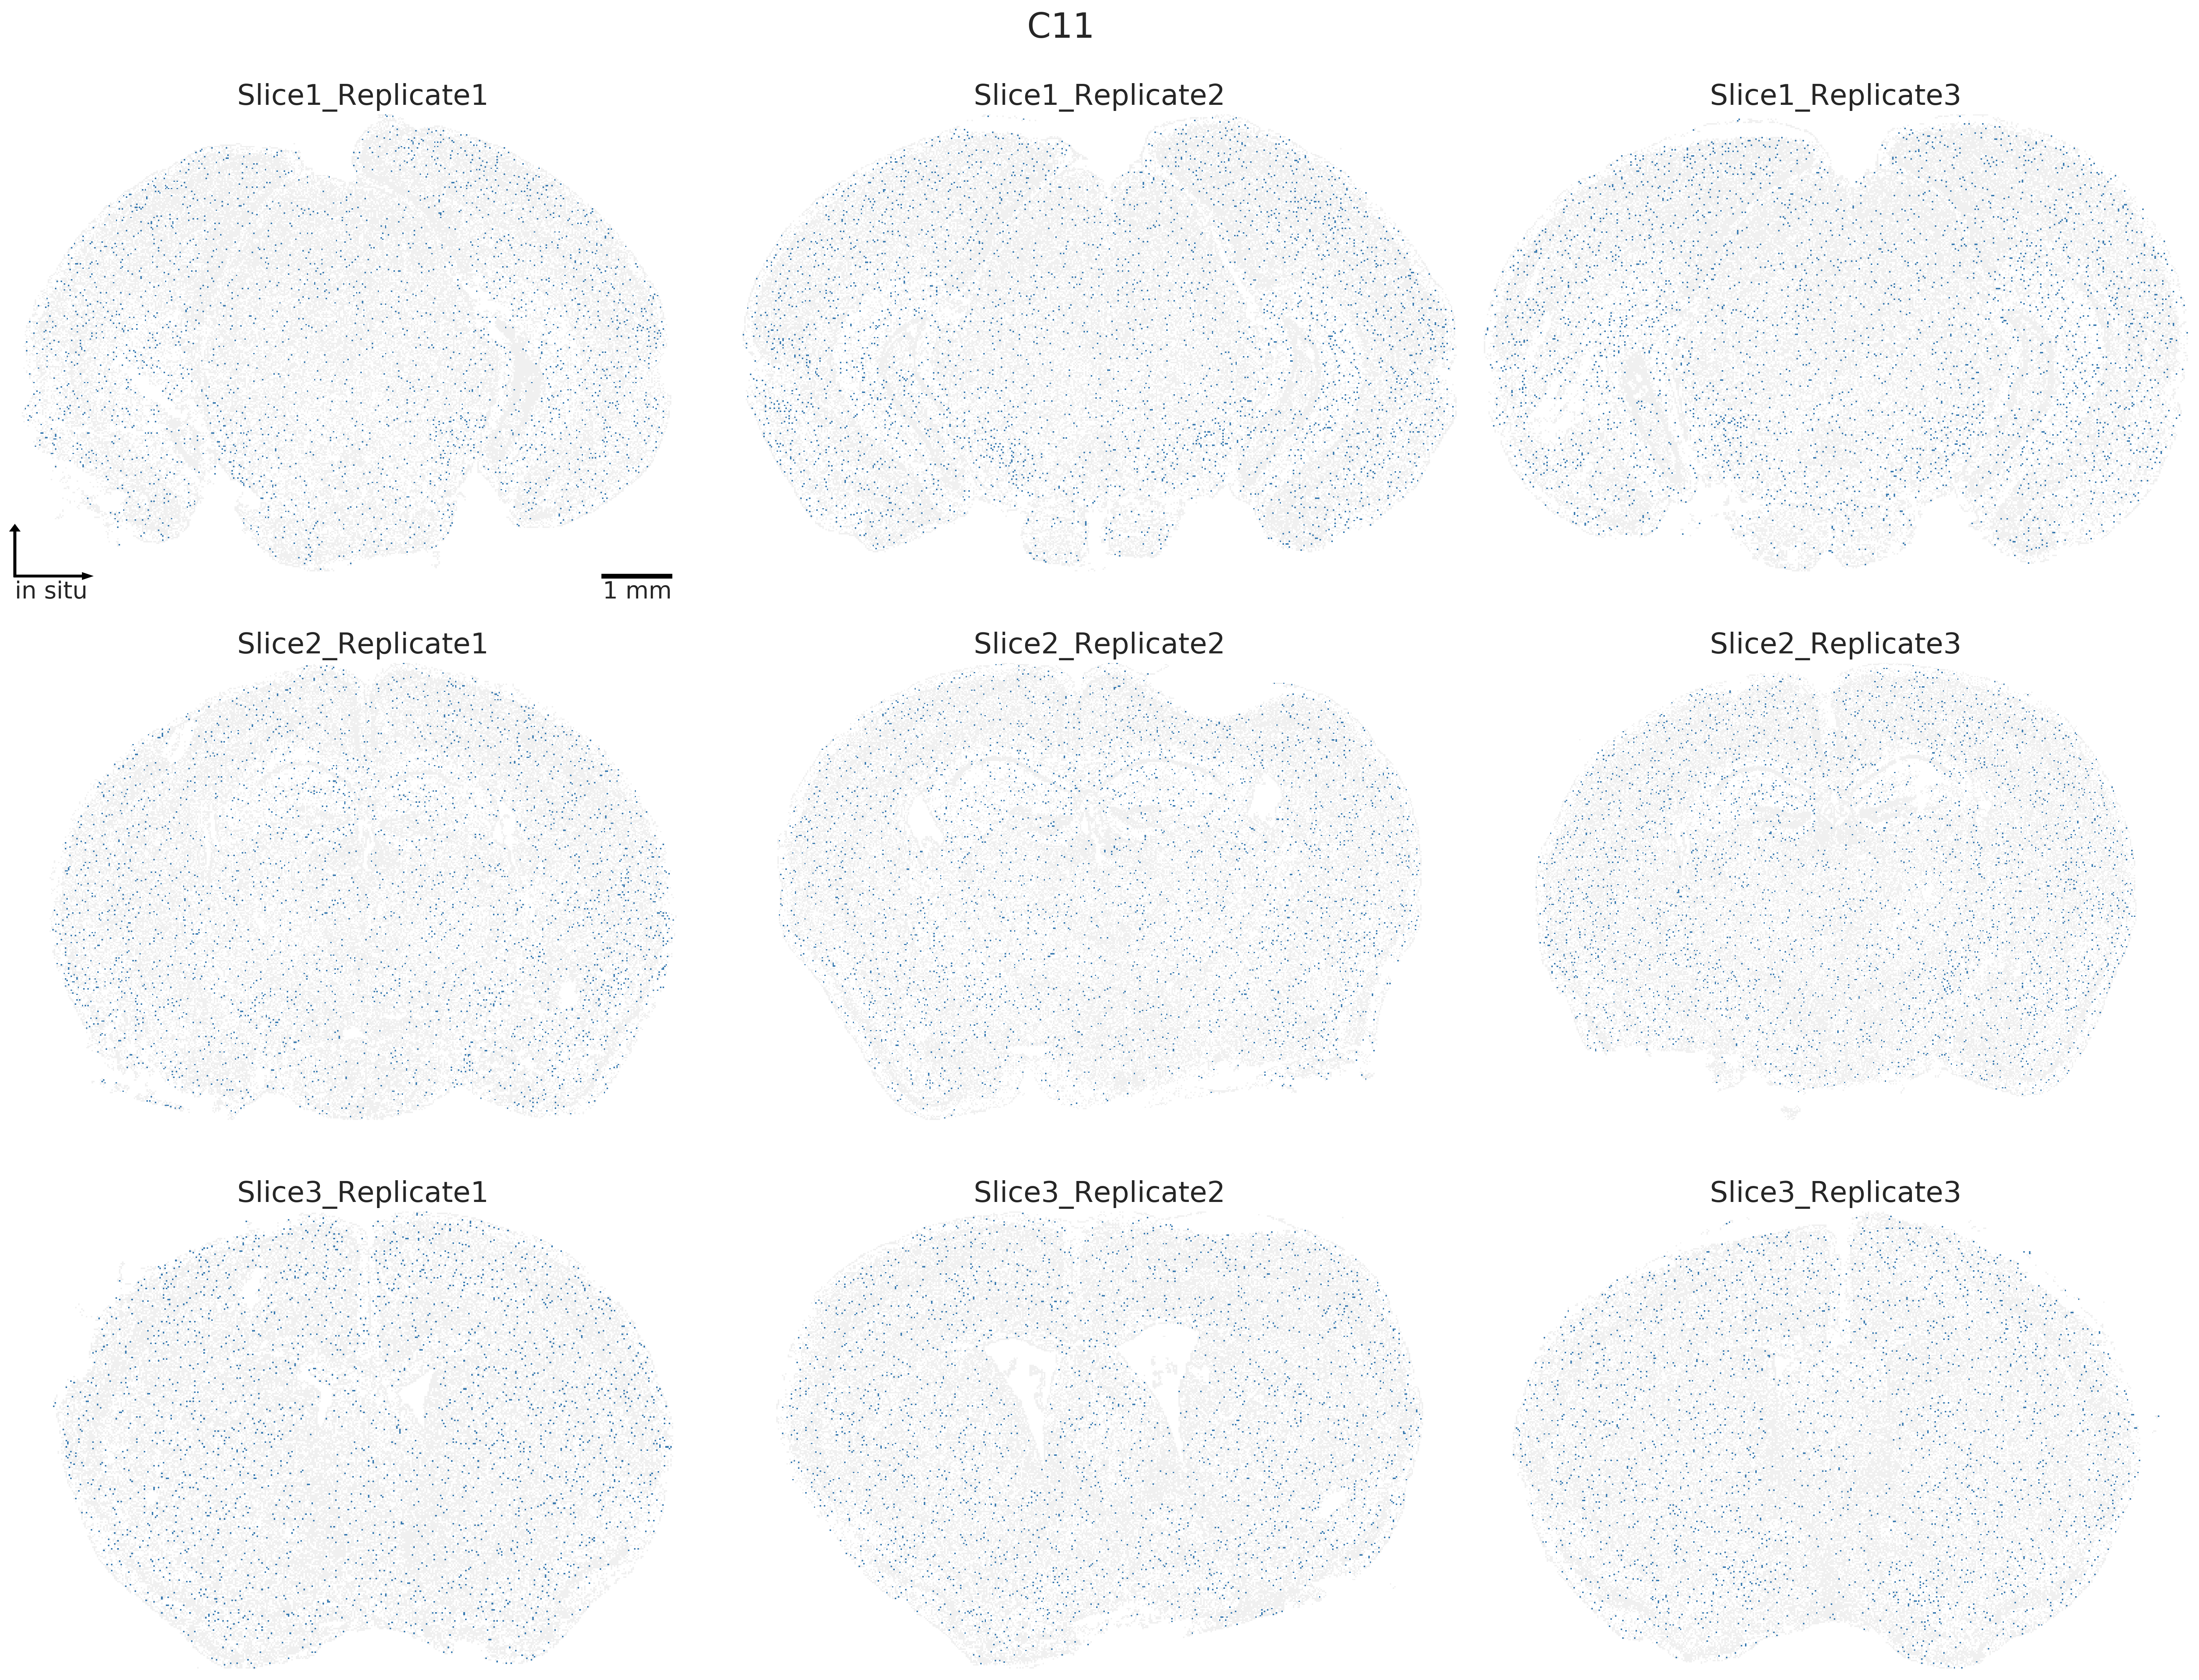 C11
Slice1_Replicate1
Slice1_Replicate2
Slice1_Replicate3
in situ
1 mm
Slice2_Replicate1
Slice2_Replicate2
Slice2_Replicate3
Slice3_Replicate1
Slice3_Replicate2
Slice3_Replicate3